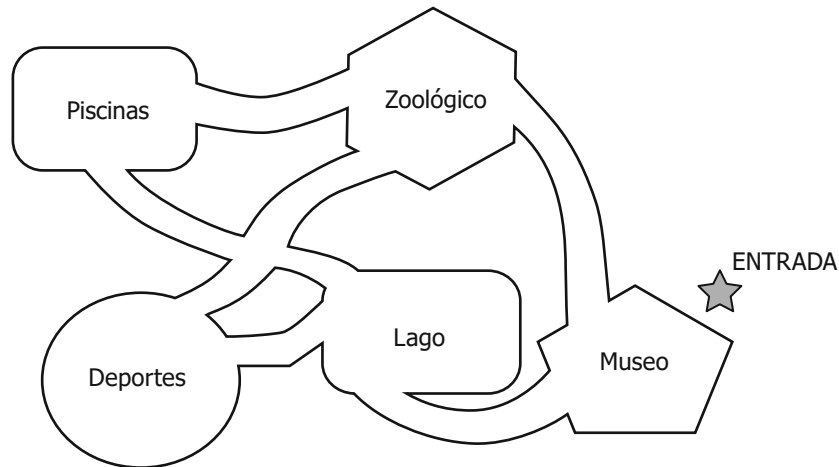 Zoológico
Piscinas
ENTRADA
Lago
Museo
Deportes